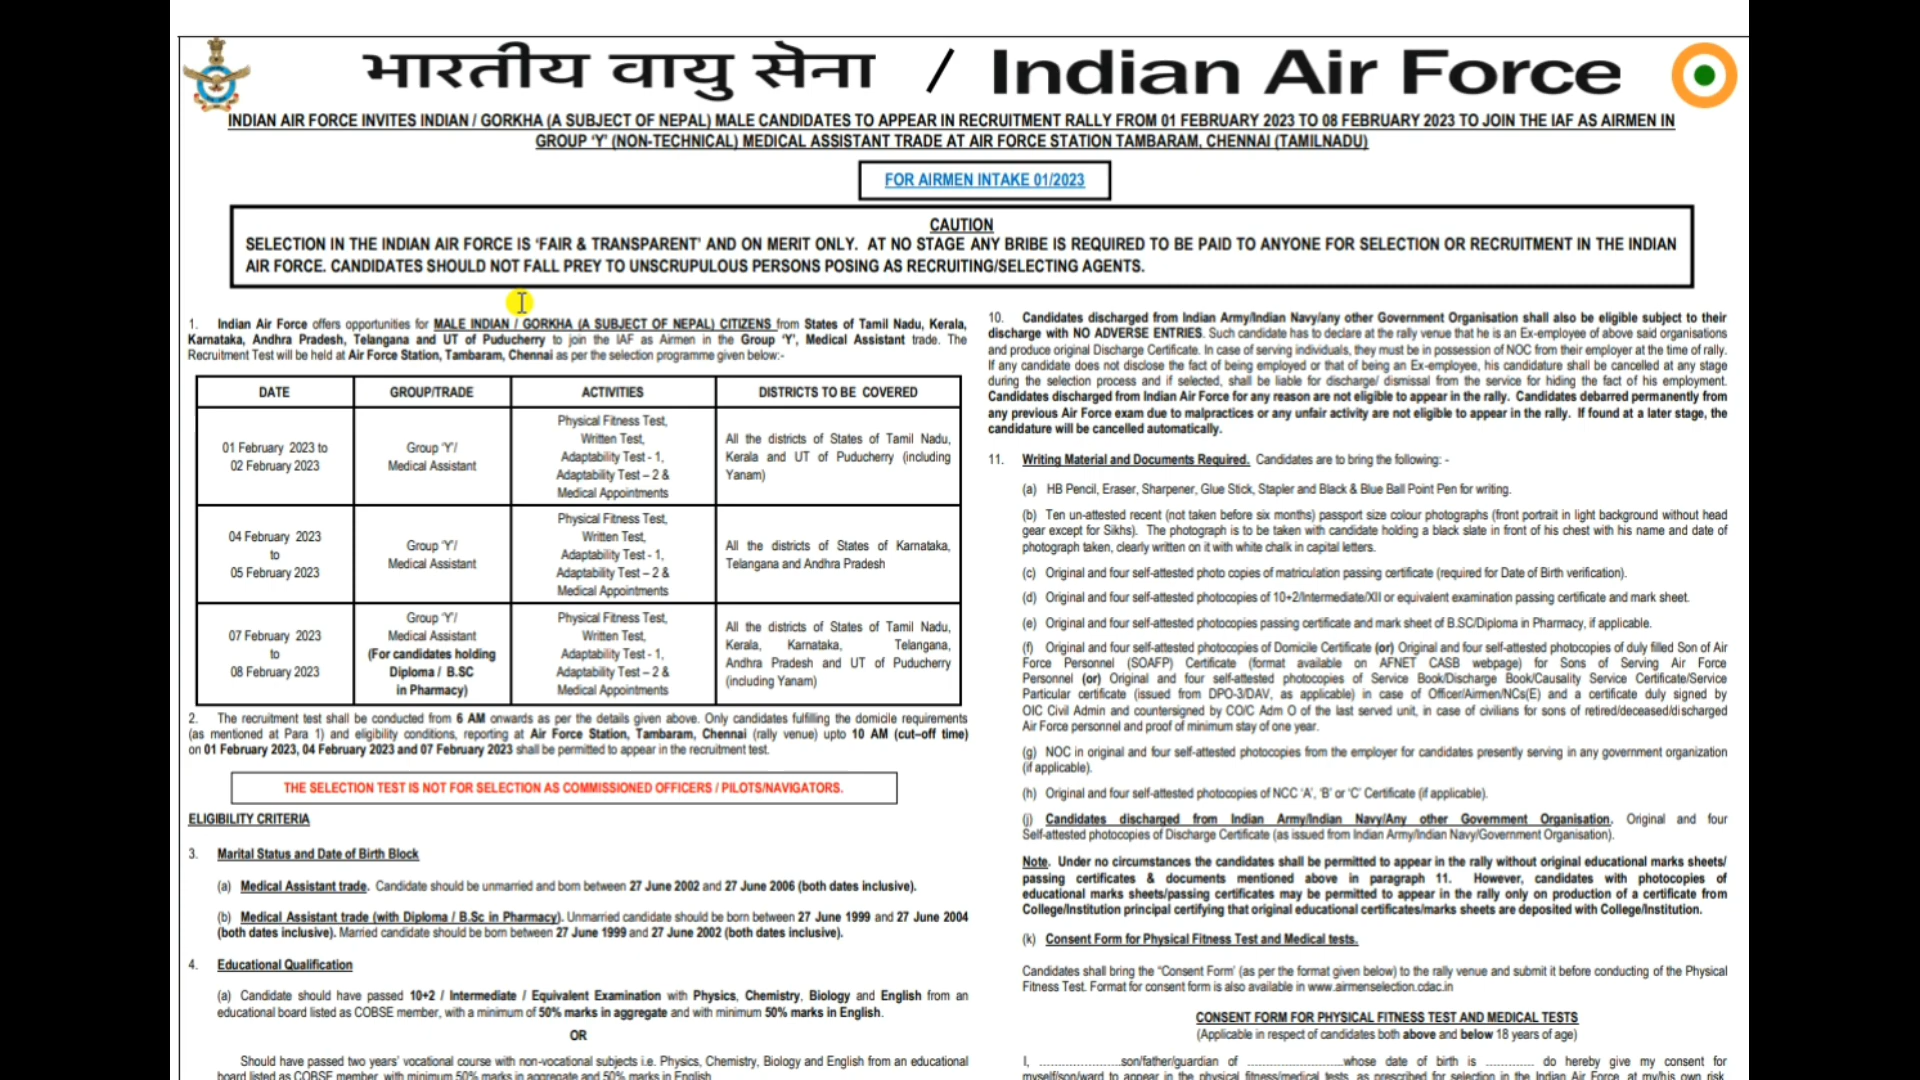 भारतीय वायु सेना / Indian Air Force
INDIAN AIR FORCE INVITES INDIAN / GORKHA (A SUBJECT OF NEPAL) MALE CANDIDATES TO APPEAR IN RECRUITMENT RALLY FROM 01 FEBRUARY 2023 TO 08 FEBRUARY 2023 TO JOIN THE IAF AS AIRMEN IN
GROUP ‘Y’ (NON-TECHNICAL) MEDICAL ASSISTANT TRADE AT AIR FORCE STATION TAMBARAM, CHENNAI (TAMILNADU)
FOR AIRMEN INTAKE 01/2023
CAUTION
SELECTION IN THE INDIAN AIR FORCE IS ‘FAIR & TRANSPARENT’ AND ON MERIT ONLY. AT NO STAGE ANY BRIBE IS REQUIRED TO BE PAID TO ANYONE FOR SELECTION OR RECRUITMENT IN THE INDIAN
AIR FORCE. CANDIDATES SHOULD NOT FALL PREY TO UNSCRUPULOUS PERSONS POSING AS RECRUITING/SELECTING AGENTS.
1. Indian Air Force offers opportunities for MALE INDIAN / GORKHA (A SUBJECT OF NEPAL) CITIZENS from States of Tamil Nadu, Kerala,
Karnataka, Andhra Pradesh, Telangana and UT of Puducherry to join the IAF as Airmen in the Group ‘Y’, Medical Assistant trade. The
Recruitment Test will be held at Air Force Station, Tambaram, Chennai as per the selection programme given below:-
DATE GROUP/TRADE ACTIVITIES DISTRICTS TO BE COVERED
01 February 2023 to
02 February 2023
Group ‘Y’/
Medical Assistant
Physical Fitness Test,
Written Test,
Adaptability Test - 1,
Adaptability Test – 2 &
Medical Appointments
All the districts of States of Tamil Nadu,
Kerala and UT of Puducherry (including
Yanam)
04 February 2023
to
05 February 2023
Group ‘Y’/
Medical Assistant
Physical Fitness Test,
Written Test,
Adaptability Test - 1,
Adaptability Test – 2 &
Medical Appointments
All the districts of States of Karnataka,
Telangana and Andhra Pradesh
07 February 2023
to
08 February 2023
Group ‘Y’/
Medical Assistant
(For candidates holding
Diploma / B.SC
in Pharmacy)
Physical Fitness Test,
Written Test,
Adaptability Test - 1,
Adaptability Test – 2 &
Medical Appointments
All the districts of States of Tamil Nadu,
Kerala, Karnataka, Telangana,
Andhra Pradesh and UT of Puducherry
(including Yanam)
2. The recruitment test shall be conducted from 6 AM onwards as per the details given above. Only candidates fulfilling the domicile requirements
(as mentioned at Para 1) and eligibility conditions, reporting at Air Force Station, Tambaram, Chennai (rally venue) upto 10 AM (cut–off time)
on 01 February 2023, 04 February 2023 and 07 February 2023 shall be permitted to appear in the recruitment test.
THE SELECTION TEST IS NOT FOR SELECTION AS COMMISSIONED OFFICERS / PILOTS/NAVIGATORS.
ELIGIBILITY CRITERIA
3. Marital Status and Date of Birth Block
(a) Medical Assistant trade. Candidate should be unmarried and born between 27 June 2002 and 27 June 2006 (both dates inclusive).
(b) Medical Assistant trade (with Diploma / B.Sc in Pharmacy). Unmarried candidate should be born between 27 June 1999 and 27 June 2004
(both dates inclusive). Married candidate should be born between 27 June 1999 and 27 June 2002 (both dates inclusive).
4. Educational Qualification
(a) Candidate should have passed 10+2 / Intermediate / Equivalent Examination with Physics, Chemistry, Biology and English from an
educational board listed as COBSE member, with a minimum of 50% marks in aggregate and with minimum 50% marks in English.
OR
Should have passed two years’ vocational course with non-vocational subjects i.e. Physics, Chemistry, Biology and English from an educational
board listed as COBSE member, with minimum 50% marks in aggregate and 50% marks in English
10. Candidates discharged from Indian Army/Indian Navy/any other Government Organisation shall also be eligible subject to their
discharge with NO ADVERSE ENTRIES. Such candidate has to declare at the rally venue that he is an Ex-employee of above said organisations
and produce original Discharge Certificate. In case of serving individuals, they must be in possession of NOC from their employer at the time of rally.
If any candidate does not disclose the fact of being employed or that of being an Ex-employee, his candidature shall be cancelled at any stage
during the selection process and if selected, shall be liable for discharge/ dismissal from the service for hiding the fact of his employment.
Candidates discharged from Indian Air Force for any reason are not eligible to appear in the rally. Candidates debarred permanently from
any previous Air Force exam due to malpractices or any unfair activity are not eligible to appear in the rally. If found at a later stage, the
candidature will be cancelled automatically.
11. Writing Material and Documents Required. Candidates are to bring the following: -
(a) HB Pencil, Eraser, Sharpener, Glue Stick, Stapler and Black & Blue Ball Point Pen for writing.
(b) Ten un-attested recent (not taken before six months) passport size colour photographs (front portrait in light background without head
gear except for Sikhs). The photograph is to be taken with candidate holding a black slate in front of his chest with his name and date of
photograph taken, clearly written on it with white chalk in capital letters.
(c) Original and four self-attested photo copies of matriculation passing certificate (required for Date of Birth verification).
(d) Original and four self-attested photocopies of 10+2/Intermediate/XII or equivalent examination passing certificate and mark sheet.
(e) Original and four self-attested photocopies passing certificate and mark sheet of B.SC/Diploma in Pharmacy, if applicable.
(f) Original and four self-attested photocopies of Domicile Certificate (or) Original and four self-attested photocopies of duly filled Son of Air
Force Personnel (SOAFP) Certificate (format available on AFNET CASB webpage) for Sons of Serving Air Force
Personnel (or) Original and four self-attested photocopies of Service Book/Discharge Book/Causality Service Certificate/Service
Particular certificate (issued from DPO-3/DAV, as applicable) in case of Officer/Airmen/NCs(E) and a certificate duly signed by
OIC Civil Admin and countersigned by CO/C Adm O of the last served unit, in case of civilians for sons of retired/deceased/discharged
Air Force personnel and proof of minimum stay of one year.
(g) NOC in original and four self-attested photocopies from the employer for candidates presently serving in any government organization
(if applicable).
(h) Original and four self-attested photocopies of NCC ‘A’, ‘B’ or ‘C’ Certificate (if applicable).
(j) Candidates discharged from Indian Army/Indian Navy/Any other Government Organisation. Original and four
Self-attested photocopies of Discharge Certificate (as issued from Indian Army/Indian Navy/Government Organisation).
Note. Under no circumstances the candidates shall be permitted to appear in the rally without original educational marks sheets/
passing certificates & documents mentioned above in paragraph 11. However, candidates with photocopies of
educational marks sheets/passing certificates may be permitted to appear in the rally only on production of a certificate from
College/Institution principal certifying that original educational certificates/marks sheets are deposited with College/Institution.
(k) Consent Form for Physical Fitness Test and Medical tests.
Candidates shall bring the “Consent Form’ (as per the format given below) to the rally venue and submit it before conducting of the Physical
Fitness Test. Format for consent form is also available in www.airmenselection.cdac.in
CONSENT FORM FOR PHYSICAL FITNESS TEST AND MEDICAL TESTS
(Applicable in respect of candidates both above and below 18 years of age)
I, .....................son/father/guardian of ........................whose date of birth is ............ do hereby give my consent for
myself/son/ward to appear in the physical fitness/medical tests, as prescribed for selection in the Indian Air Force, at my/his own risk.